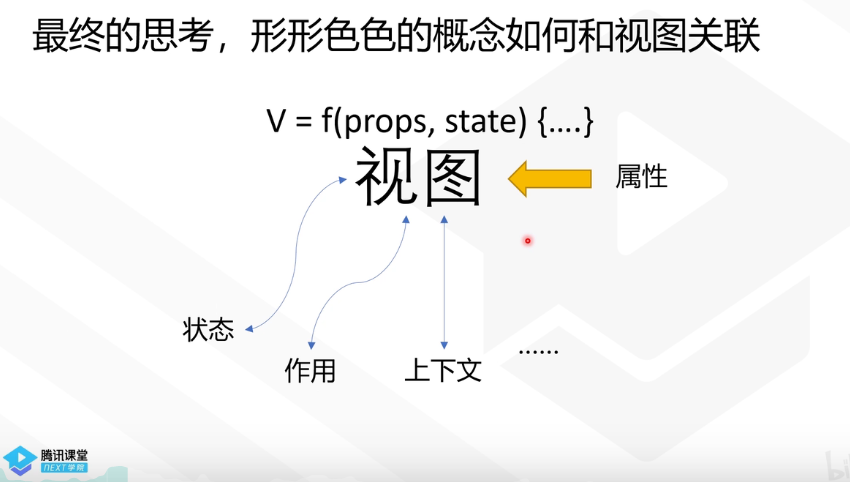 最终的思考，形形色色的概念如何和视图关联
V = f(props, state) {….}
视图
属性
状态
作用
上下文
……
腾讯课堂
NEXT学院
bi